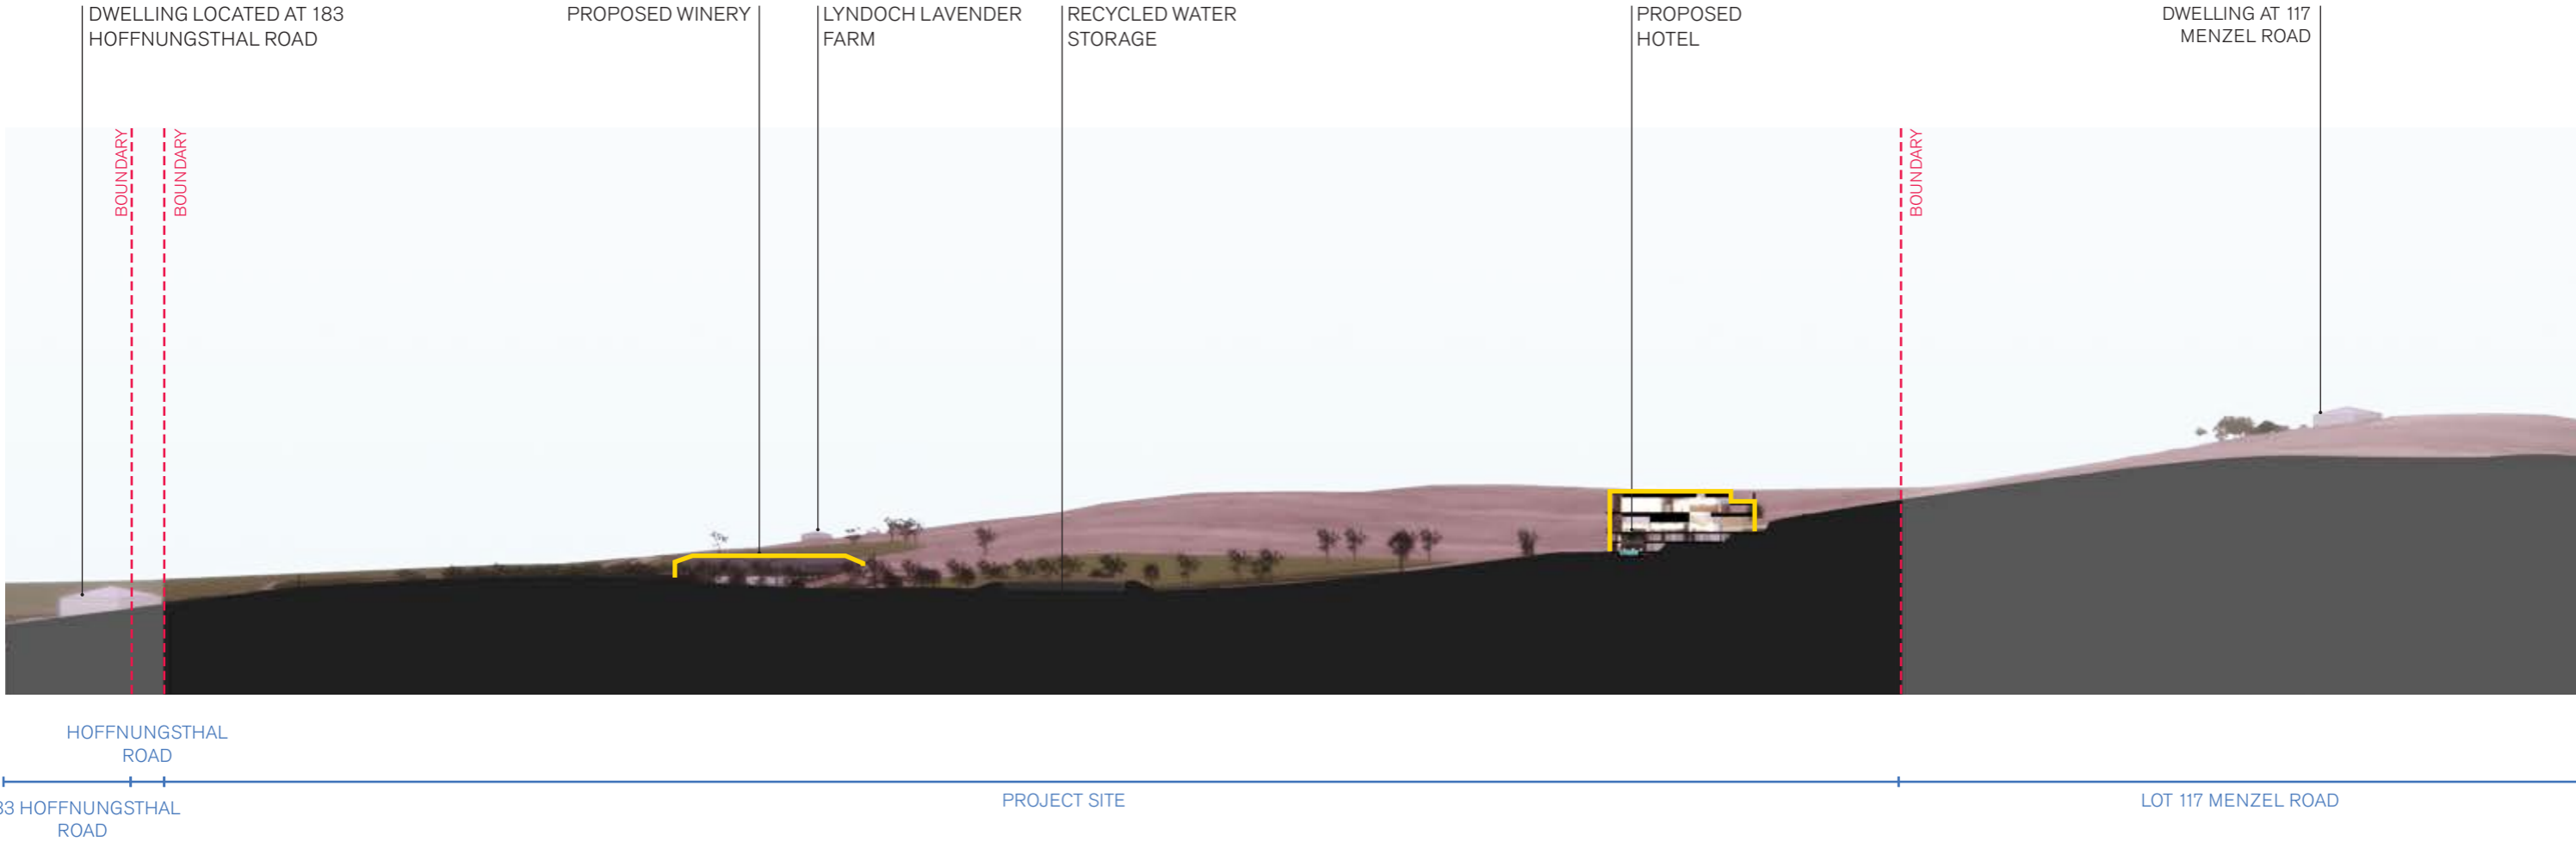 DWELLING LOCATED AT 183
HOFFNUNGSTHAL ROAD
PROPOSED WINERY
LYNDOCH LAVENDER
FARM
RECYCLED WATER
STORAGE
PROPOSED
HOTEL
DWELLING AT 117
MENZEL ROAD
BOUNDARY
BOUNDARY
BOUNDARY
HOFFNUNGSTHAL
ROAD
33 HOFFNUNGSTHAL
ROAD
PROJECT SITE
LOT 117 MENZEL ROAD